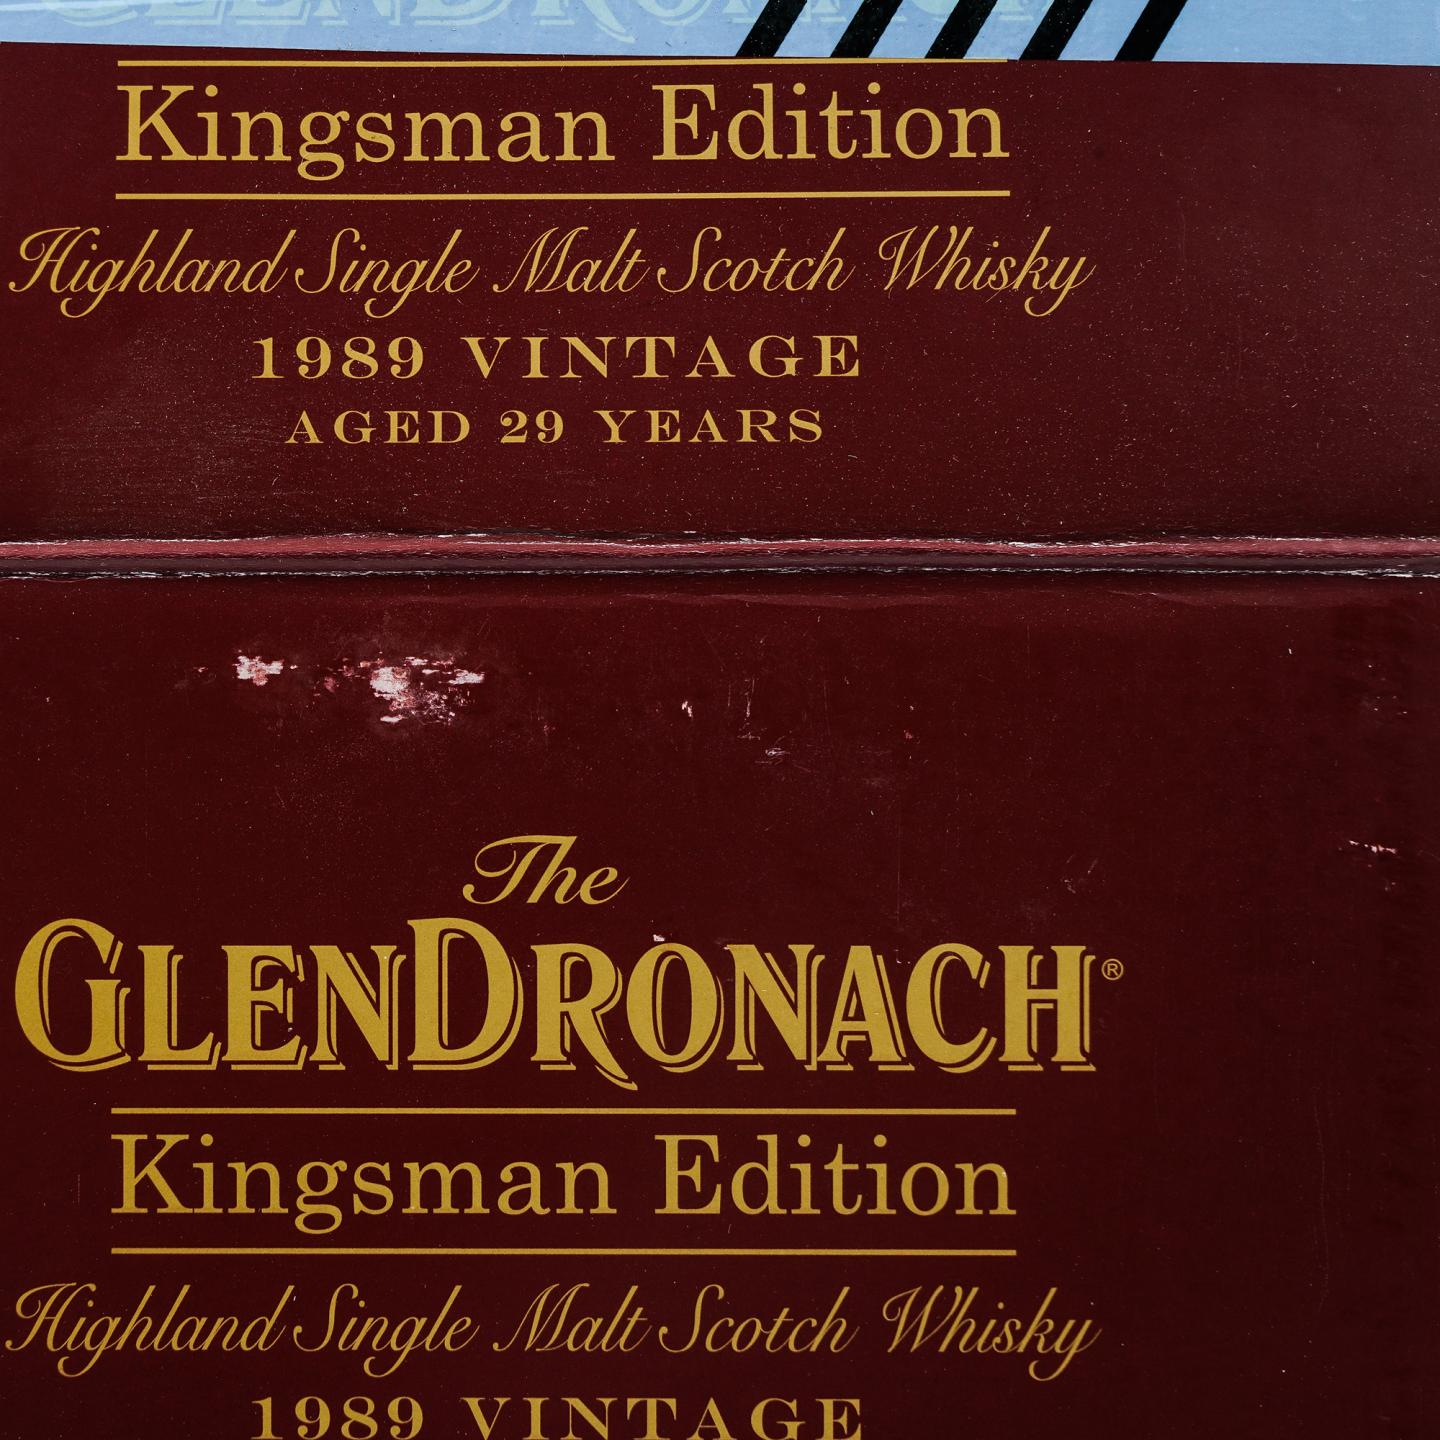 GLENDRONACH
Kingsman Edition
Highland Single Malt Scotch Whisky
1989 VINTAGE
AGED 29 YEARS
The
GLENDRONACH®
Kingsman Edition
Highland Single Malt Scotch Whisky
1989 VINTAGE